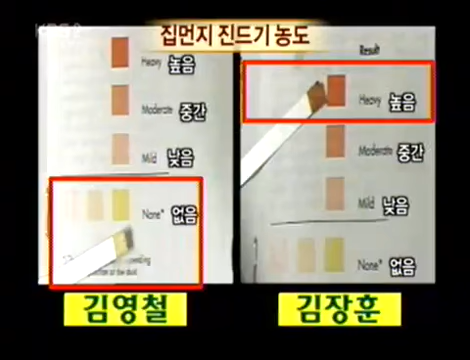 KBS 2
집먼지 진드기 농도
Heavy 높음
Moderate 중간
Mild 낮음
None* 없음
Result
Heavy 높음
Moderate 중간
Mild 낮음
None* 없음
김영철
김장훈